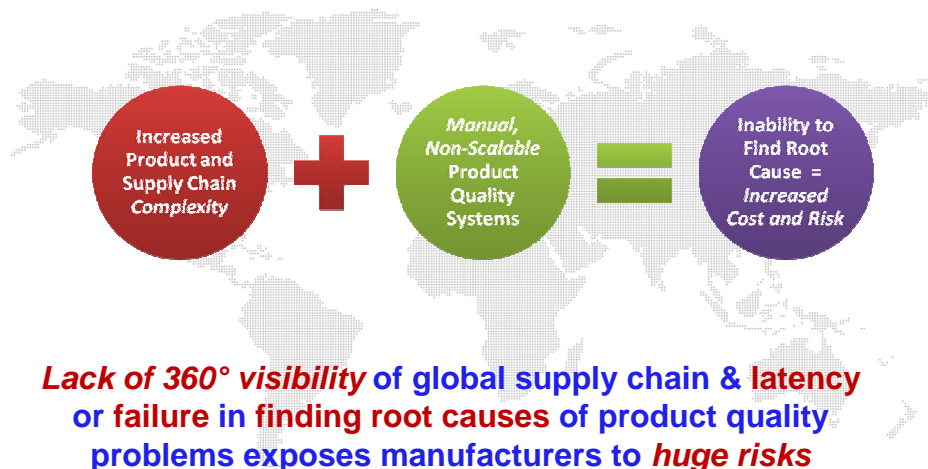 Increased
Product and
Supply Chain
Complexity
Manual,
Non-Scalable
Product
Quality
Systems
Inability to
Find Root
Cause =
Increased
Cost and Risk
Lack of 360° visibility of global supply chain & latency
or failure in finding root causes of product quality
problems exposes manufacturers to huge risks